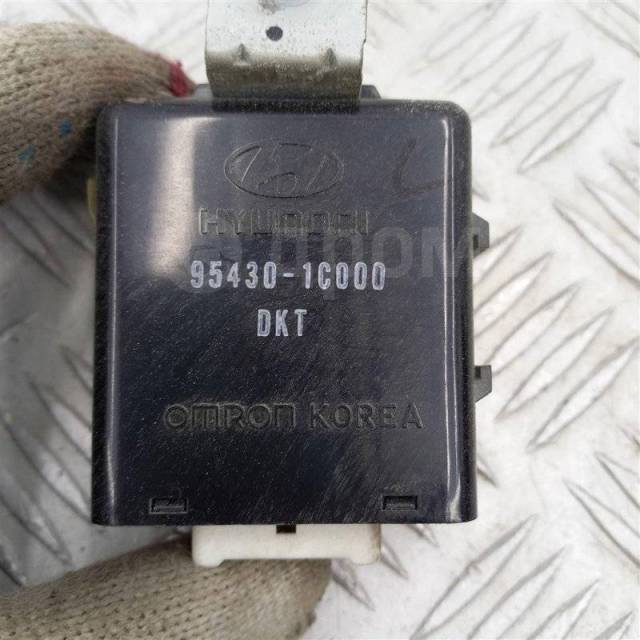 HYUNDAI
95430-1C000
DKT
OMRON KOREA